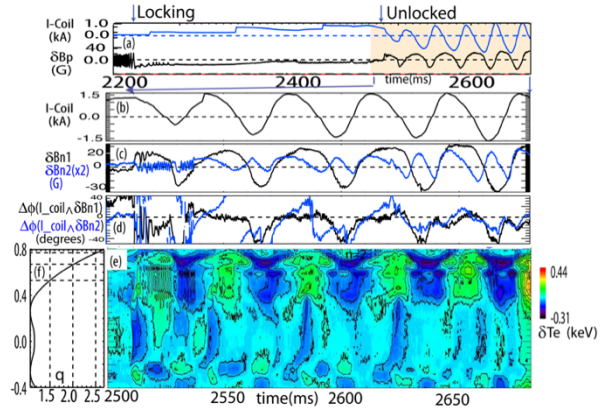 Locking Unlocked
I-Coil 1.0
(kA) 0.0
(a)
40
δBp 0.0
(G)
2200 2400 time(ms) 2600
I-Coil 1.5
(kA) 0.0
-1.5
(b)
δBn1 20
δBn2(x2) 0
(G) -30
(c)
Δφ(I_coil∧δBn1) 40
Δφ(I_coil∧δBn2) 0
(degrees) -40
(d)
0.8
(f)
0.4
0.0
-0.4
q
1.5 2.0 2.5
(e)
2500 2550 time(ms) 2600 2650
0.44
-0.31
δTe (keV)